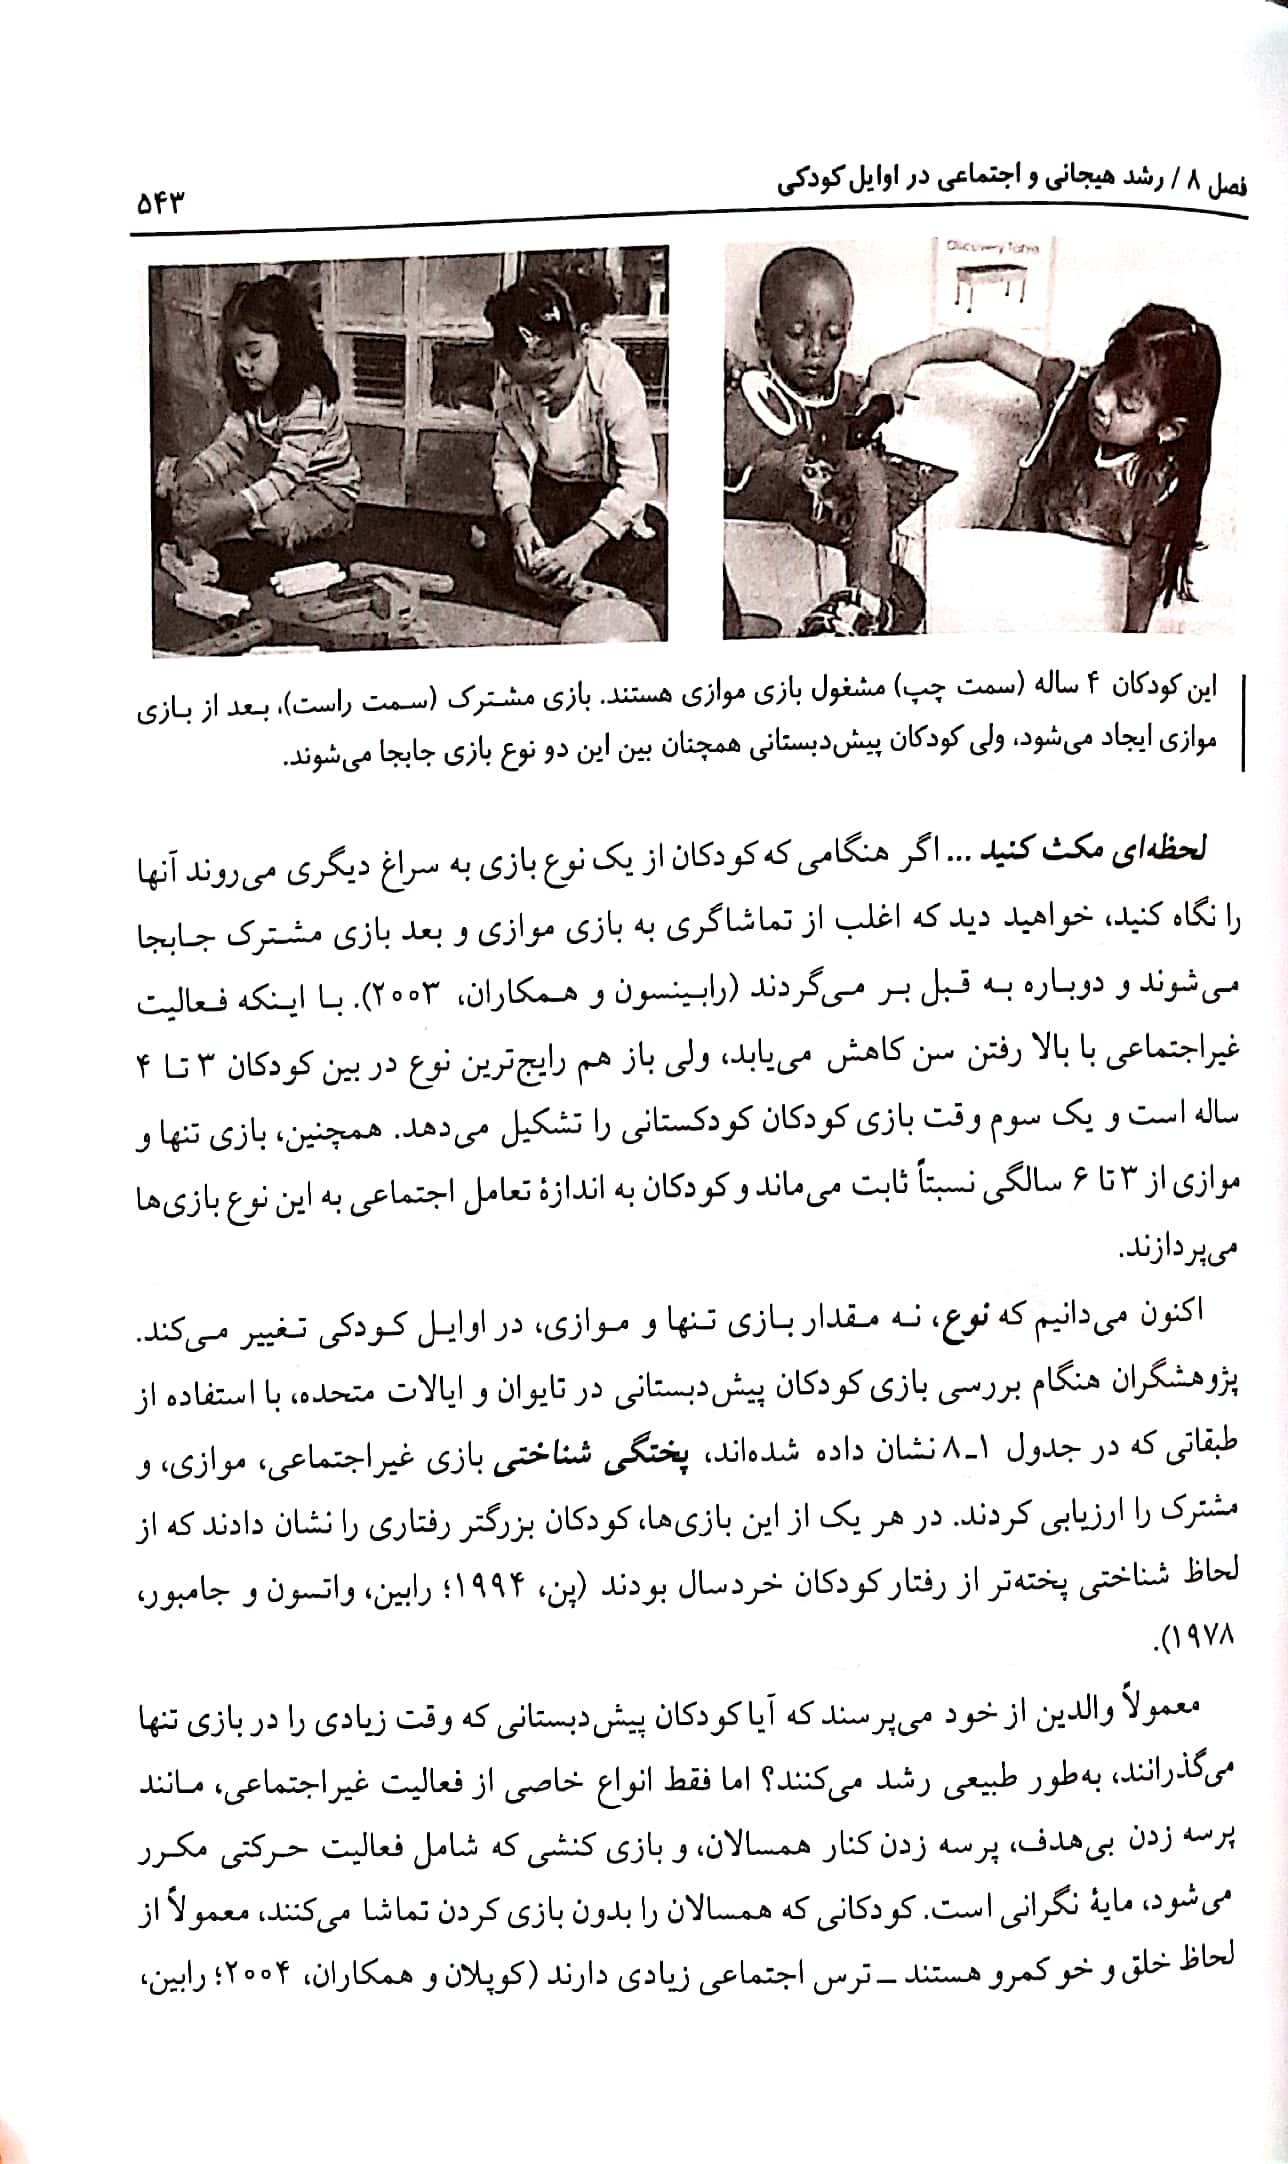 فصل ۸ / رشد هیجانی و اجتماعی در اوایل کودکی
۵۴۳
Discovery Table
این کودکان ۴ ساله (سمت چپ) مشغول بازی موازی هستند. بازی مشترک (سمت راست)، بعد از بازی
موازی ایجاد می‌شود، ولی کودکان پیش‌دبستانی همچنان بین این دو نوع بازی جابجا می‌شوند.
لحظه‌ای مکث کنید ... اگر هنگامی که کودکان از یک نوع بازی به سراغ دیگری می‌روند آنها
را نگاه کنید، خواهید دید که اغلب از تماشاگری به بازی موازی و بعد بازی مشترک جابجا
می‌شوند و دوباره به قبل بر می‌گردند (رابینسون و همکاران، ۲۰۰۳). با اینکه فعالیت
غیراجتماعی با بالا رفتن سن کاهش می‌یابد، ولی باز هم رایج‌ترین نوع در بین کودکان ۳ تا ۴
ساله است و یک سوم وقت بازی کودکان کودکستانی را تشکیل می‌دهد. همچنین، بازی تنها و
موازی از ۳ تا ۶ سالگی نسبتاً ثابت می‌ماند و کودکان به اندازهٔ تعامل اجتماعی به این نوع بازی‌ها
می‌پردازند.
اکنون می‌دانیم که نوع، نه مقدار بازی تنها و موازی، در اوایل کودکی تغییر می‌کند.
پژوهشگران هنگام بررسی بازی کودکان پیش‌دبستانی در تایوان و ایالات متحده، با استفاده از
طبقاتی که در جدول ۱ـ۸ نشان داده شده‌اند، پختگی شناختی بازی غیراجتماعی، موازی، و
مشترک را ارزیابی کردند. در هر یک از این بازی‌ها، کودکان بزرگتر رفتاری را نشان دادند که از
لحاظ شناختی پخته‌تر از رفتار کودکان خردسال بودند (پن، ۱۹۹۴؛ رابین، واتسون و جامبور،
۱۹۷۸).
معمولاً والدین از خود می‌پرسند که آیا کودکان پیش‌دبستانی که وقت زیادی را در بازی تنها
می‌گذرانند، به‌طور طبیعی رشد می‌کنند؟ اما فقط انواع خاصی از فعالیت غیراجتماعی، مانند
پرسه زدن بی‌هدف، پرسه زدن کنار همسالان، و بازی کنشی که شامل فعالیت حرکتی مکرر
می‌شود، مایهٔ نگرانی است. کودکانی که همسالان را بدون بازی کردن تماشا می‌کنند، معمولاً از
لحاظ خلق و خو کمرو هستند ـ ترس اجتماعی زیادی دارند (کوپلان و همکاران، ۲۰۰۴؛ رابین،